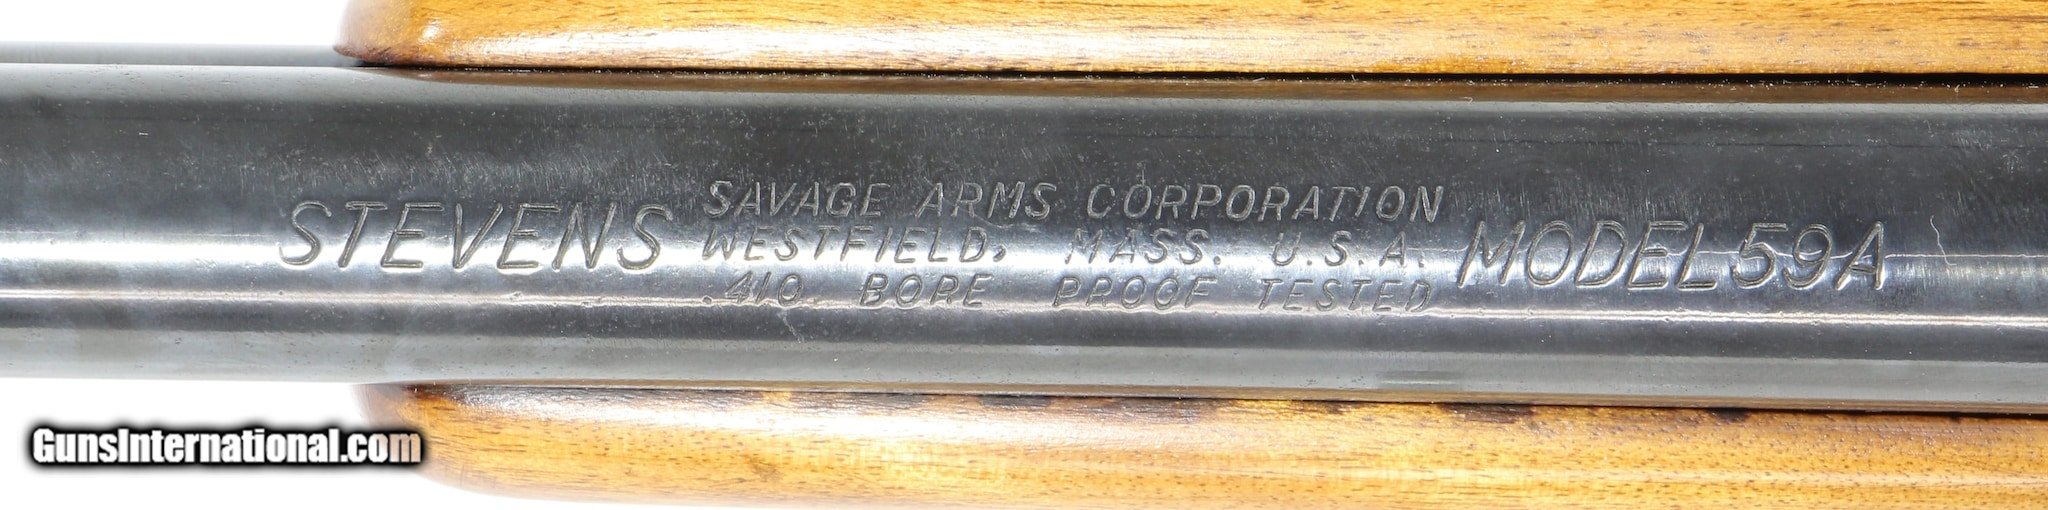 STEVENS
SAVAGE ARMS CORPORATION
WESTFIELD, MASS. U.S.A.
.410. BORE PROOF TESTED
MODEL 59A
GunsInternational.com